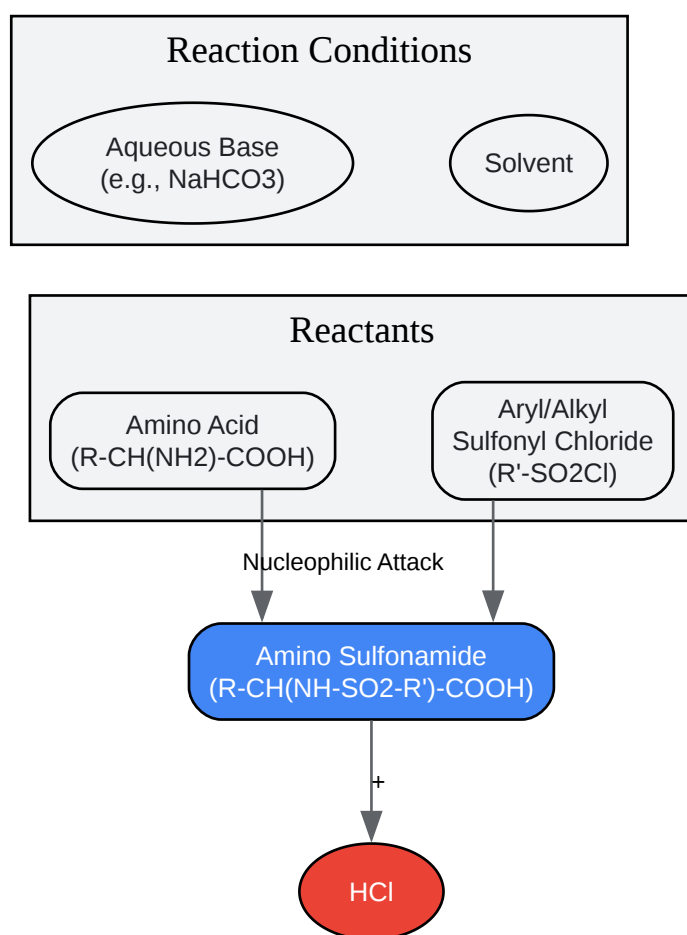 Reaction Conditions
Aqueous Base
(e.g., NaHCO3)
Solvent
Reactants
Amino Acid
(R-CH(NH2)-COOH)
Aryl/Alkyl
Sulfonyl Chloride
(R'-SO2Cl)
Nucleophilic Attack
Amino Sulfonamide
(R-CH(NH-SO2-R')-COOH)
+
HCl